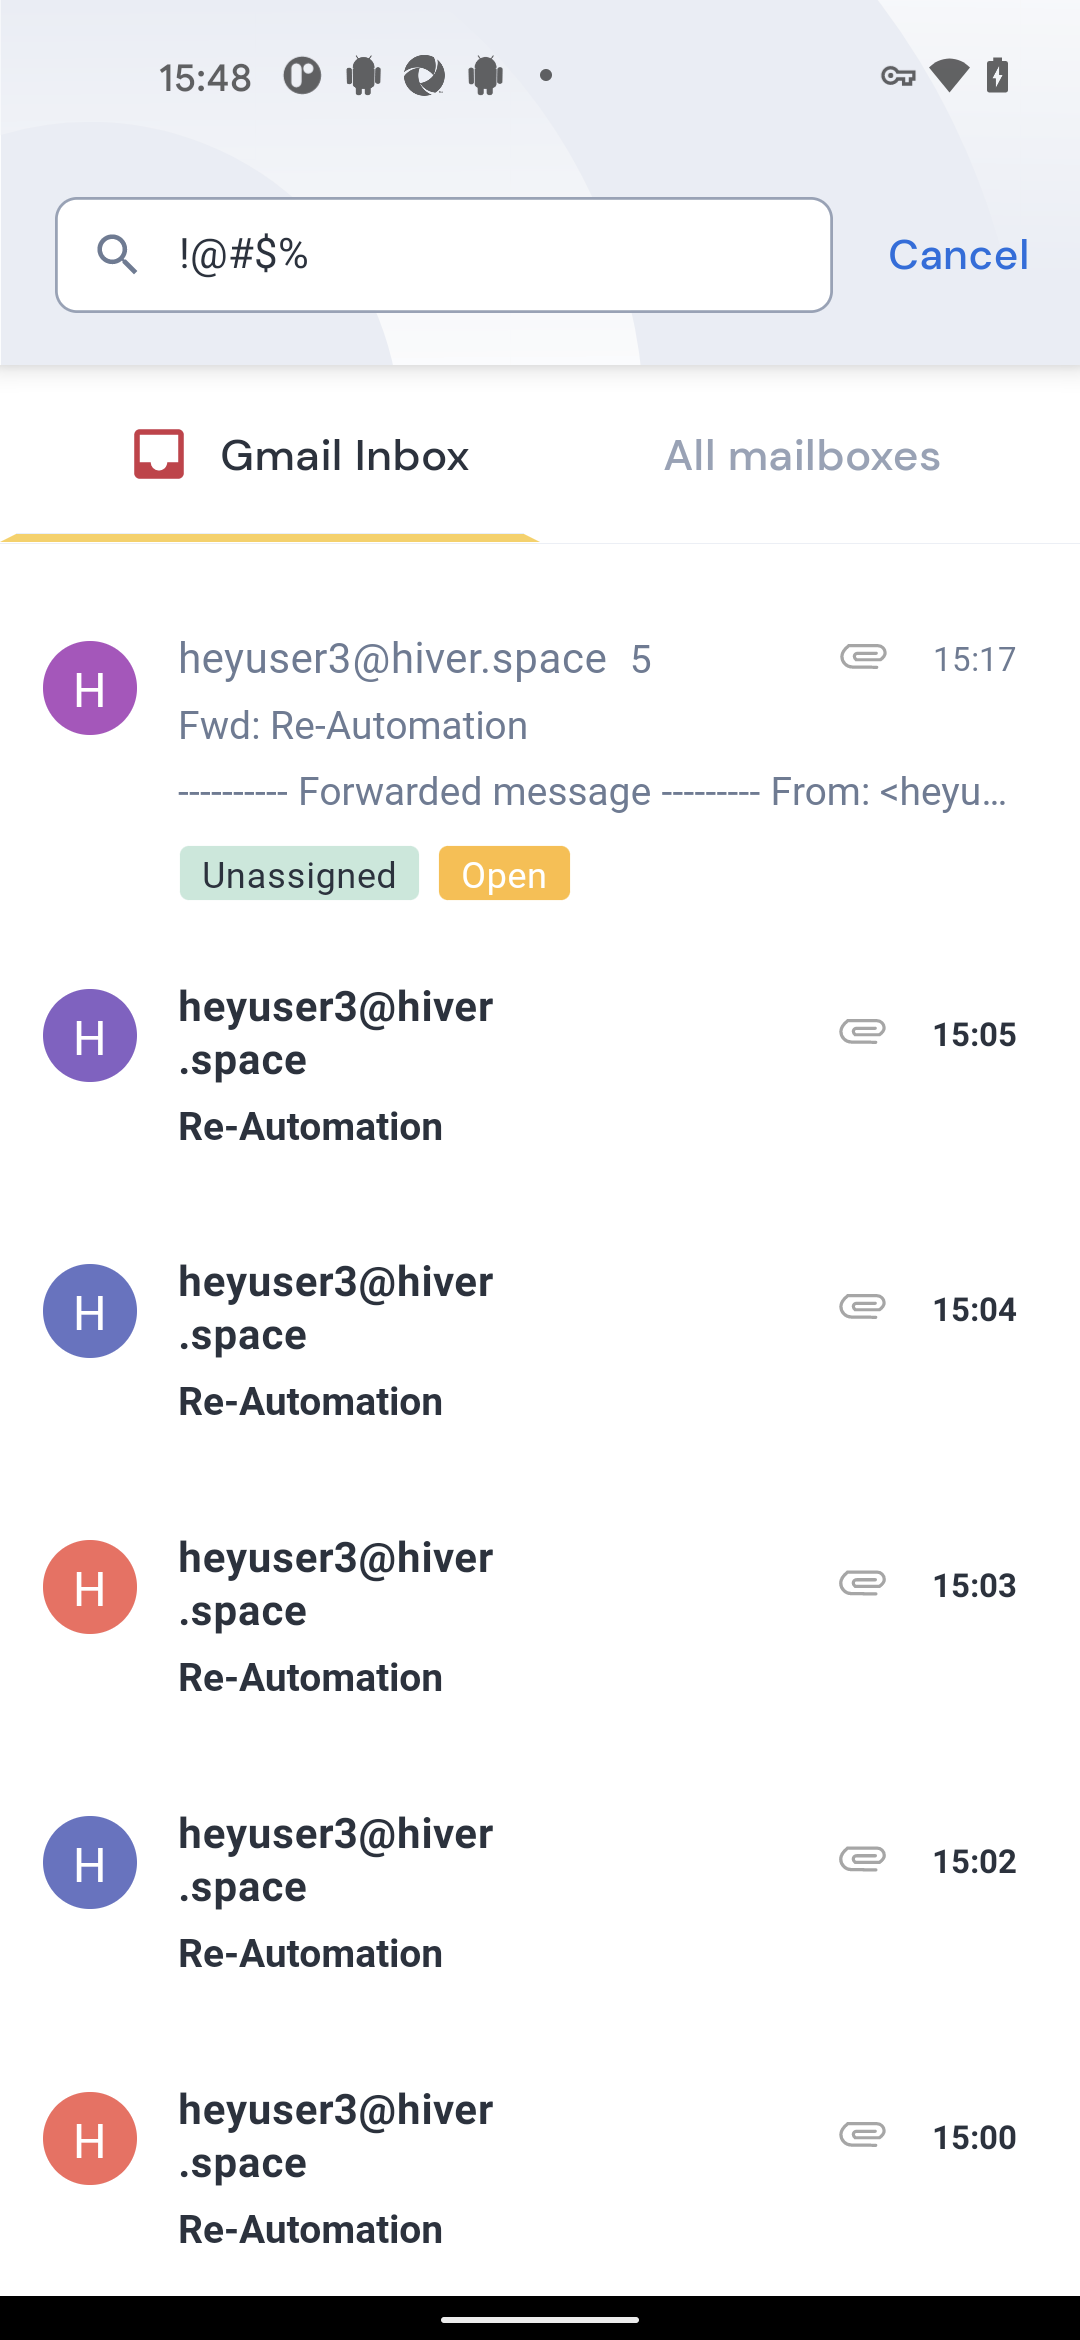 15:48
!@#$%
Cancel
Gmail Inbox
All mailboxes
H
heyuser3@hiver.space 5
15:17
Fwd: Re-Automation
---------- Forwarded message --------- From: <heyu...
Unassigned
Open
H
heyuser3@hiver
.space
15:05
Re-Automation
H
heyuser3@hiver
.space
15:04
Re-Automation
H
heyuser3@hiver
.space
15:03
Re-Automation
H
heyuser3@hiver
.space
15:02
Re-Automation
H
heyuser3@hiver
.space
15:00
Re-Automation